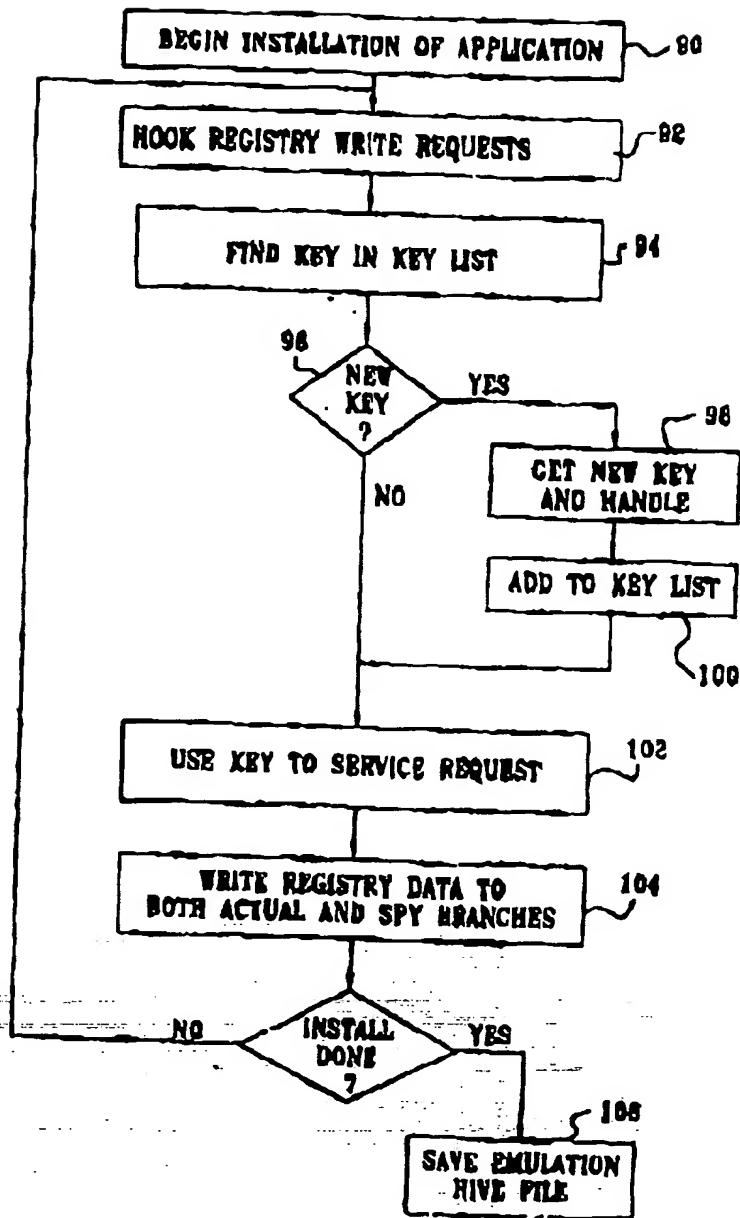 BEGIN INSTALLATION OF APPLICATION
90
HOOK REGISTRY WRITE REQUESTS
92
FIND KEY IN KEY LIST
94
96
NEW
KEY
?
YES
NO
98
GET NEW KEY
AND HANDLE
ADD TO KEY LIST
100
USE KEY TO SERVICE REQUEST
102
WRITE REGISTRY DATA TO
BOTH ACTUAL AND SPY BRANCHES
104
NO
INSTALL
DONE
?
YES
106
SAVE EMULATION
HIVE FILE